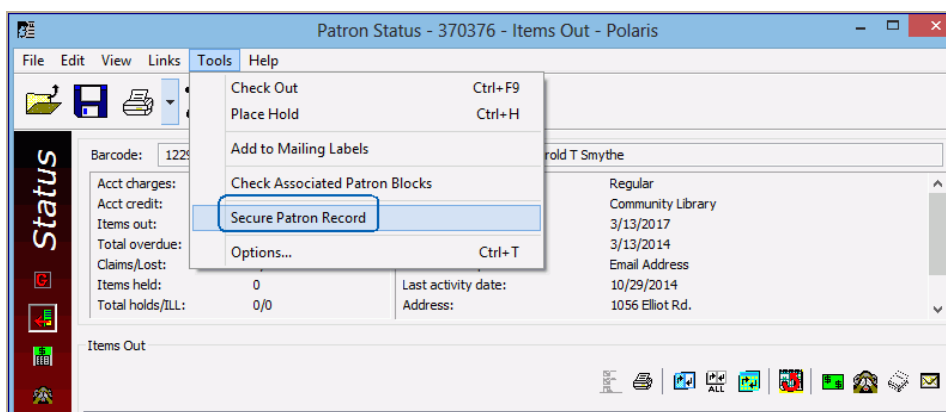 Patron Status - 370376 - Items Out - Polaris
File Edit View Links Tools Help
Check Out Ctrl+F9
Place Hold Ctrl+H
Add to Mailing Labels
Check Associated Patron Blocks
Secure Patron Record
Options... Ctrl+T
Status
Barcode: 1229 rold T Smythe
Acct charges: Regular
Acct credit: Community Library
Items out: 3/13/2017
Total overdue: 3/13/2014
Claims/Lost: Email Address
Items held: 0 Last activity date: 10/29/2014
Total holds/ILL: 0/0 Address: 1056 Elliot Rd.
Items Out
G
ALL